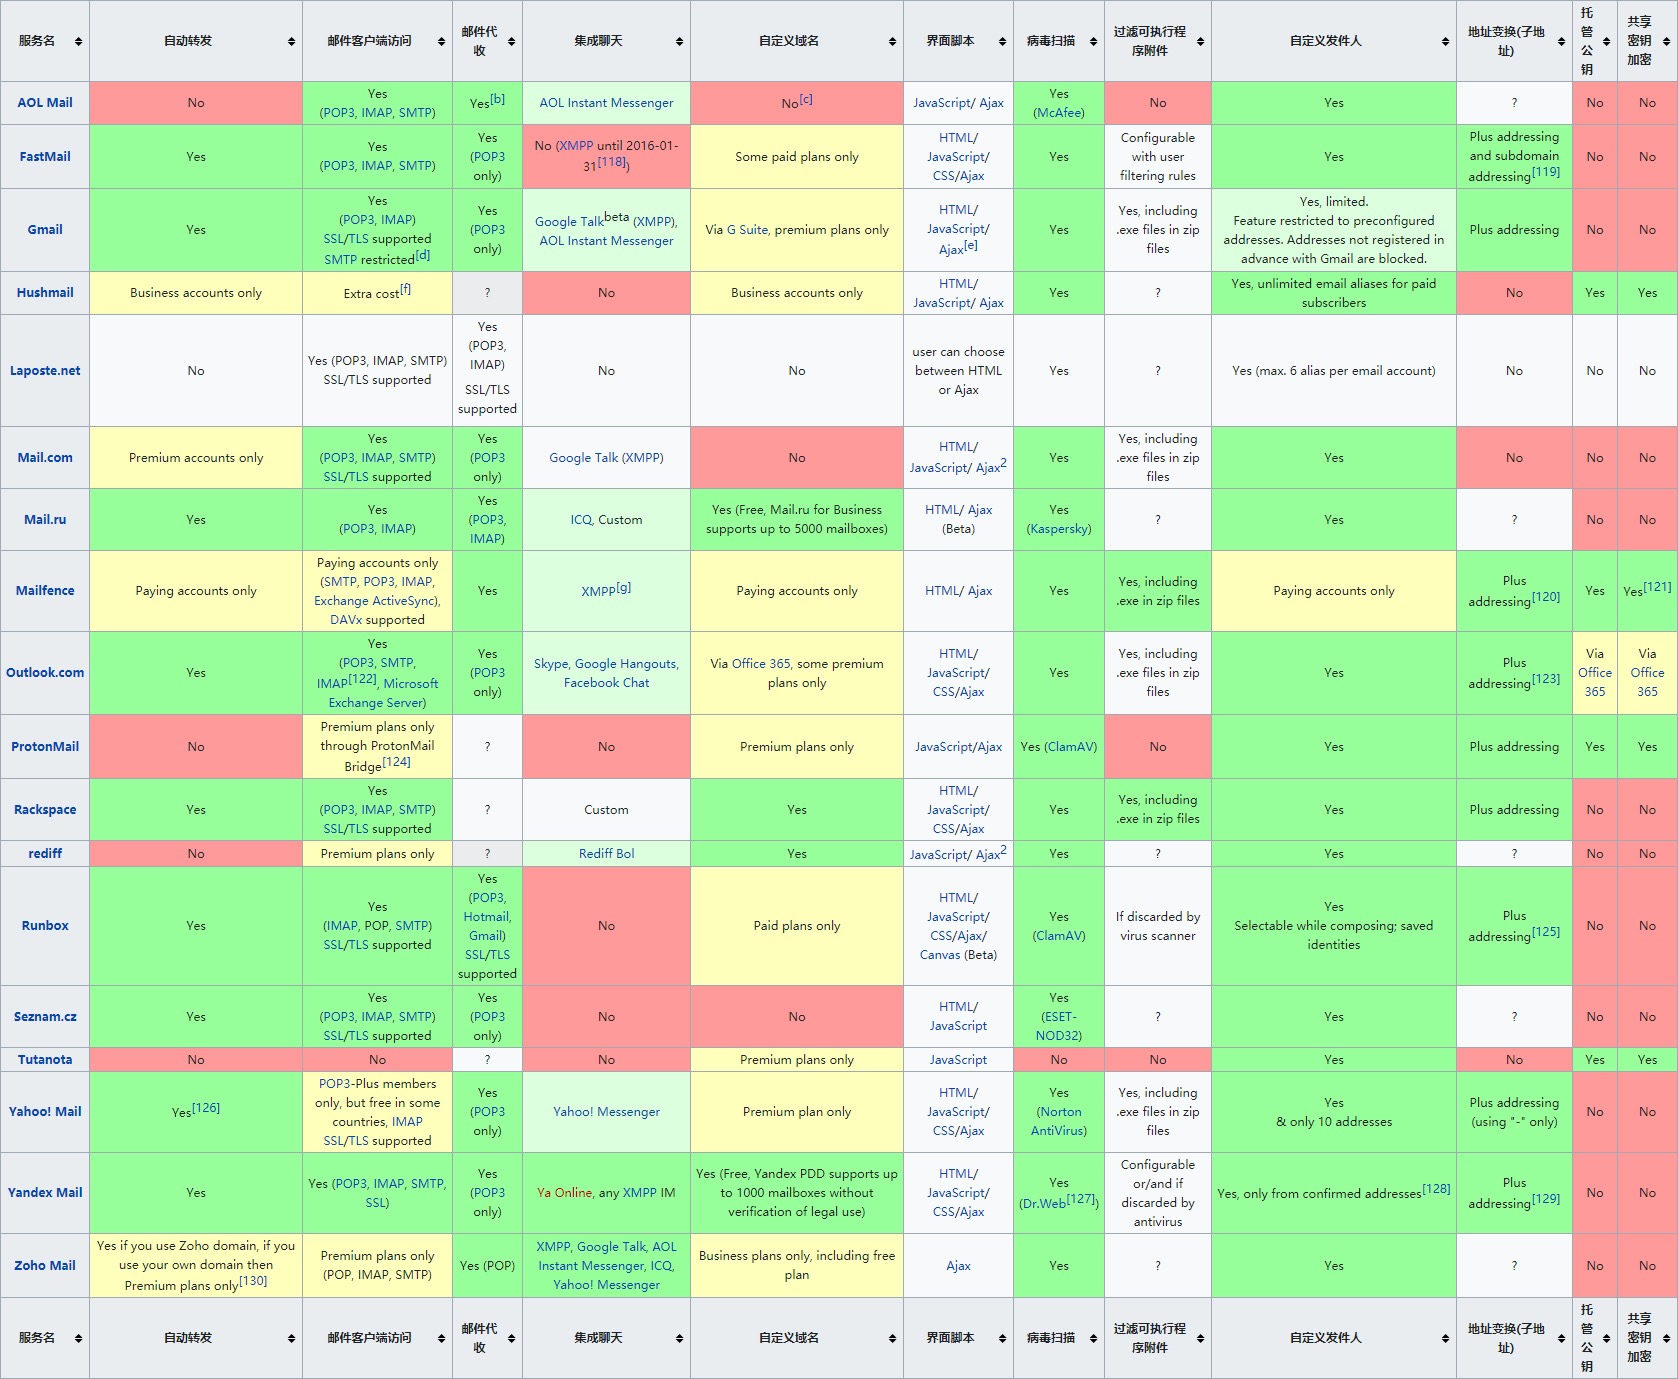 服务名 自动转发 邮件客户端访问 邮件代收 集成聊天 自定义域名 界面脚本 病毒扫描 过滤可执行程序附件 自定义发件人 地址变换(子地址) 托管公钥 共享密钥加密
AOL Mail No Yes (POP3, IMAP, SMTP) Yes[b] AOL Instant Messenger No[c] JavaScript/ Ajax Yes (McAfee) No Yes ? No No
FastMail Yes Yes (POP3, IMAP, SMTP) Yes (POP3 only) No (XMPP until 2016-01-31[118]) Some paid plans only HTML/ JavaScript/ CSS/Ajax Yes Configurable with user filtering rules Yes Plus addressing and subdomain addressing[119] No No
Gmail Yes Yes (POP3, IMAP) SSL/TLS supported SMTP restricted[d] Yes (POP3 only) Google Talkbeta (XMPP), AOL Instant Messenger Via G Suite, premium plans only HTML/ JavaScript/ Ajax[e] Yes Yes, including .exe files in zip files Yes, limited. Feature restricted to preconfigured addresses. Addresses not registered in advance with Gmail are blocked. Plus addressing No No
Hushmail Business accounts only Extra cost[f] ? No Business accounts only HTML/ JavaScript/ Ajax Yes ? Yes, unlimited email aliases for paid subscribers No Yes Yes
Laposte.net No Yes (POP3, IMAP, SMTP) SSL/TLS supported Yes (POP3, IMAP) SSL/TLS supported No No user can choose between HTML or Ajax Yes ? Yes (max. 6 alias per email account) No No No
Mail.com Premium accounts only Yes (POP3, IMAP, SMTP) SSL/TLS supported Yes (POP3 only) Google Talk (XMPP) No HTML/ JavaScript/ Ajax2 Yes Yes, including .exe files in zip files Yes No No No
Mail.ru Yes Yes (POP3, IMAP) Yes (POP3, IMAP) ICQ, Custom Yes (Free, Mail.ru for Business supports up to 5000 mailboxes) HTML/ Ajax (Beta) Yes (Kaspersky) ? Yes ? No No
Mailfence Paying accounts only Paying accounts only (SMTP, POP3, IMAP, Exchange ActiveSync), DAVx supported Yes XMPP[g] Paying accounts only HTML/ Ajax Yes Yes, including .exe in zip files Paying accounts only Plus addressing[120] Yes Yes[121]
Outlook.com Yes Yes (POP3, SMTP, IMAP[122], Microsoft Exchange Server) Yes (POP3 only) Skype, Google Hangouts, Facebook Chat Via Office 365, some premium plans only HTML/ JavaScript/ CSS/Ajax Yes Yes, including .exe files in zip files Yes Plus addressing[123] Via Office 365 Via Office 365
ProtonMail No Premium plans only through ProtonMail Bridge[124] ? No Premium plans only JavaScript/Ajax Yes (ClamAV) No Yes Plus addressing Yes Yes
Rackspace Yes Yes (POP3, IMAP, SMTP) SSL/TLS supported ? Custom Yes HTML/ JavaScript/ CSS/Ajax Yes Yes, including .exe in zip files Yes Plus addressing No No
rediff No Premium plans only ? Rediff Bol Yes JavaScript/ Ajax2 Yes ? Yes ? No No
Runbox Yes Yes (IMAP, POP, SMTP) SSL/TLS supported Yes (POP3, Hotmail, Gmail) SSL/TLS supported No Paid plans only HTML/ JavaScript/ CSS/Ajax/ Canvas (Beta) Yes (ClamAV) If discarded by virus scanner Yes Selectable while composing; saved identities Plus addressing[125] No No
Seznam.cz Yes Yes (POP3, IMAP, SMTP) SSL/TLS supported Yes (POP3 only) No No HTML/ JavaScript Yes (ESET-NOD32) ? Yes ? No No
Tutanota No No ? No Premium plans only JavaScript No No Yes No Yes Yes
Yahoo! Mail Yes[126] POP3-Plus members only, but free in some countries, IMAP SSL/TLS supported Yes (POP3 only) Yahoo! Messenger Premium plan only HTML/ JavaScript/ CSS/Ajax Yes (Norton AntiVirus) Yes, including .exe files in zip files Yes & only 10 addresses Plus addressing (using "-" only) No No
Yandex Mail Yes Yes (POP3, IMAP, SMTP, SSL) Yes (POP3 only) Ya Online, any XMPP IM Yes (Free, Yandex PDD supports up to 1000 mailboxes without verification of legal use) HTML/ JavaScript/ CSS/Ajax Yes (Dr.Web[127]) Configurable or/and if discarded by antivirus Yes, only from confirmed addresses[128] Plus addressing[129] No No
Zoho Mail Yes if you use Zoho domain, if you use your own domain then Premium plans only[130] Premium plans only (POP, IMAP, SMTP) Yes (POP) XMPP, Google Talk, AOL Instant Messenger, ICQ, Yahoo! Messenger Business plans only, including free plan Ajax Yes ? Yes ? No No
服务名 自动转发 邮件客户端访问 邮件代收 集成聊天 自定义域名 界面脚本 病毒扫描 过滤可执行程序附件 自定义发件人 地址变换(子地址) 托管公钥 共享密钥加密